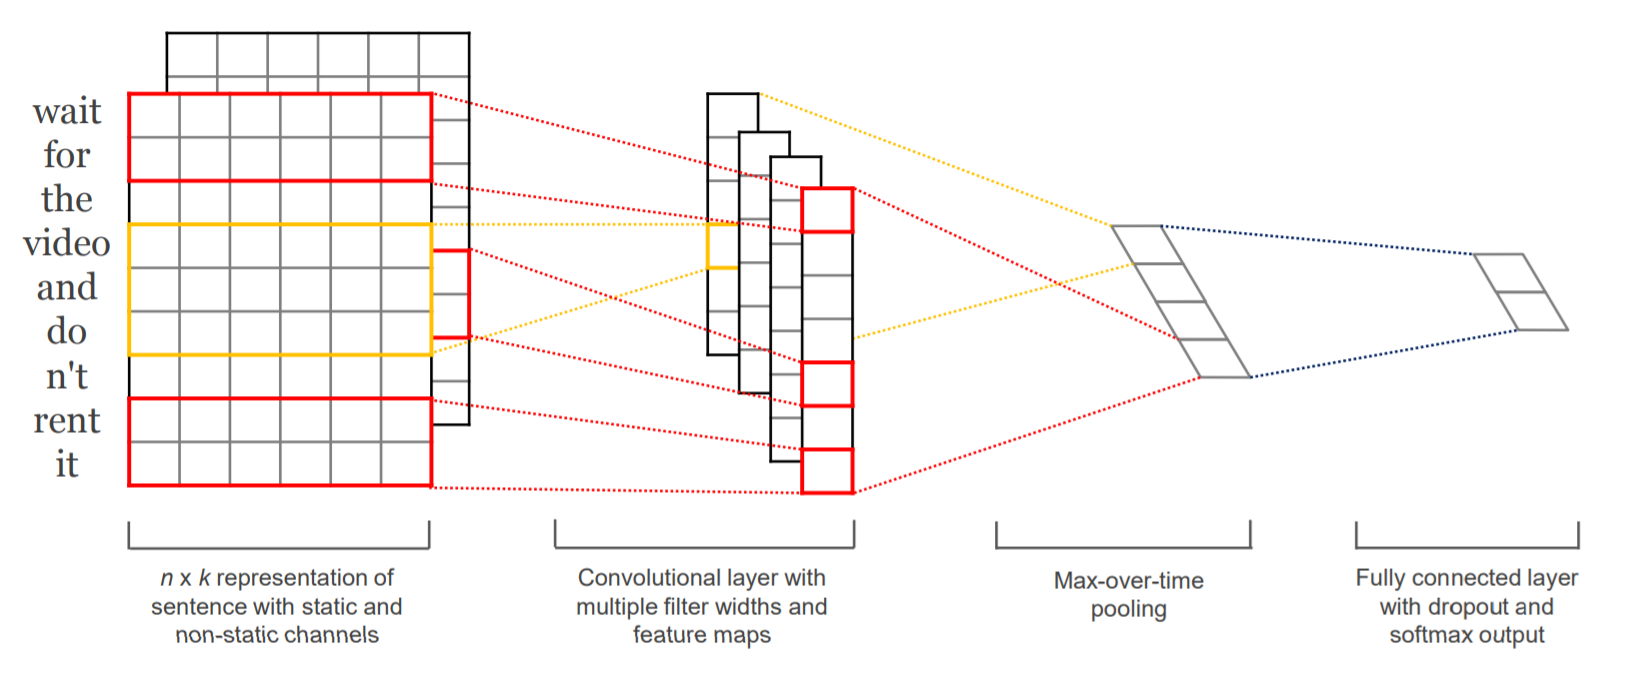 wait
for
the
video
and
do
n't
rent
it
n x k representation of
sentence with static and
non-static channels
Convolutional layer with
multiple filter widths and
feature maps
Max-over-time
pooling
Fully connected layer
with dropout and
softmax output